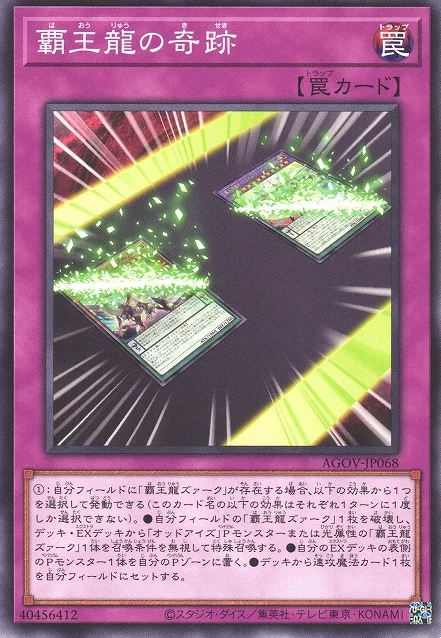 覇王龍の奇跡
罠
【罠カード】
AGOV-JP068
①:自分フィールドに「覇王龍ズァーク」が存在する場合、以下の効果から1つ
を選択して発動できる(このカード名の以下の効果はそれぞれ1ターンに1度
しか選択できない)。●自分フィールドの「覇王龍ズァーク」1枚を破壊し、
デッキ・EXデッキから「オッドアイズ」Pモンスターまたは光属性の「覇王龍
ズァーク」1体を召喚条件を無視して特殊召喚する。●自分のEXデッキの表側
のPモンスター1体を自分のPゾーンに置く。●デッキから速攻魔法カード1枚
を自分フィールドにセットする。
40456412
©スタジオ・ダイス/集英社・テレビ東京・KONAMI